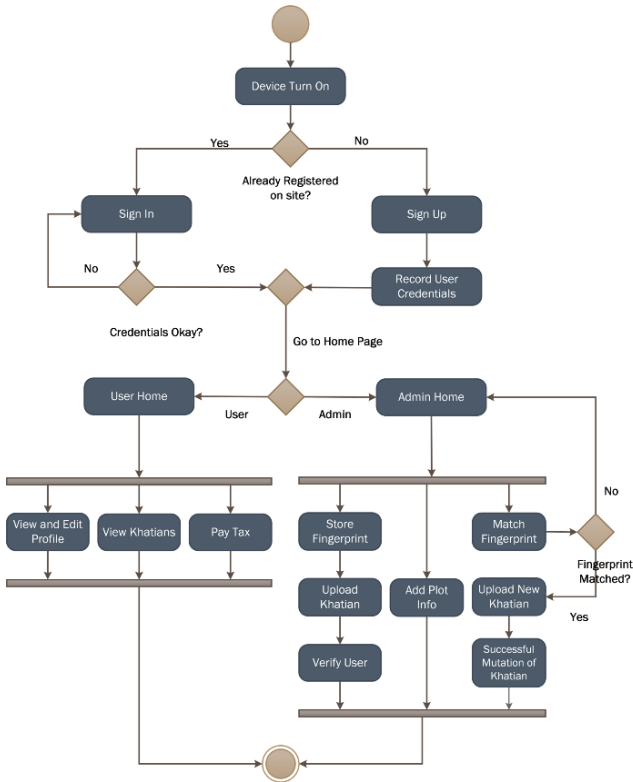 Device Turn On
Yes
No
Already Registered
on site?
Sign In
Sign Up
No
Yes
Record User
Credentials
Credentials Okay?
Go to Home Page
User Home
User
Admin
Admin Home
No
View and Edit
Profile
View Khatians
Pay Tax
Store
Fingerprint
Match
Fingerprint
Fingerprint
Matched?
Upload
Khatian
Add Plot
Info
Upload New
Khatian
Yes
Verify User
Successful
Mutation of
Khatian